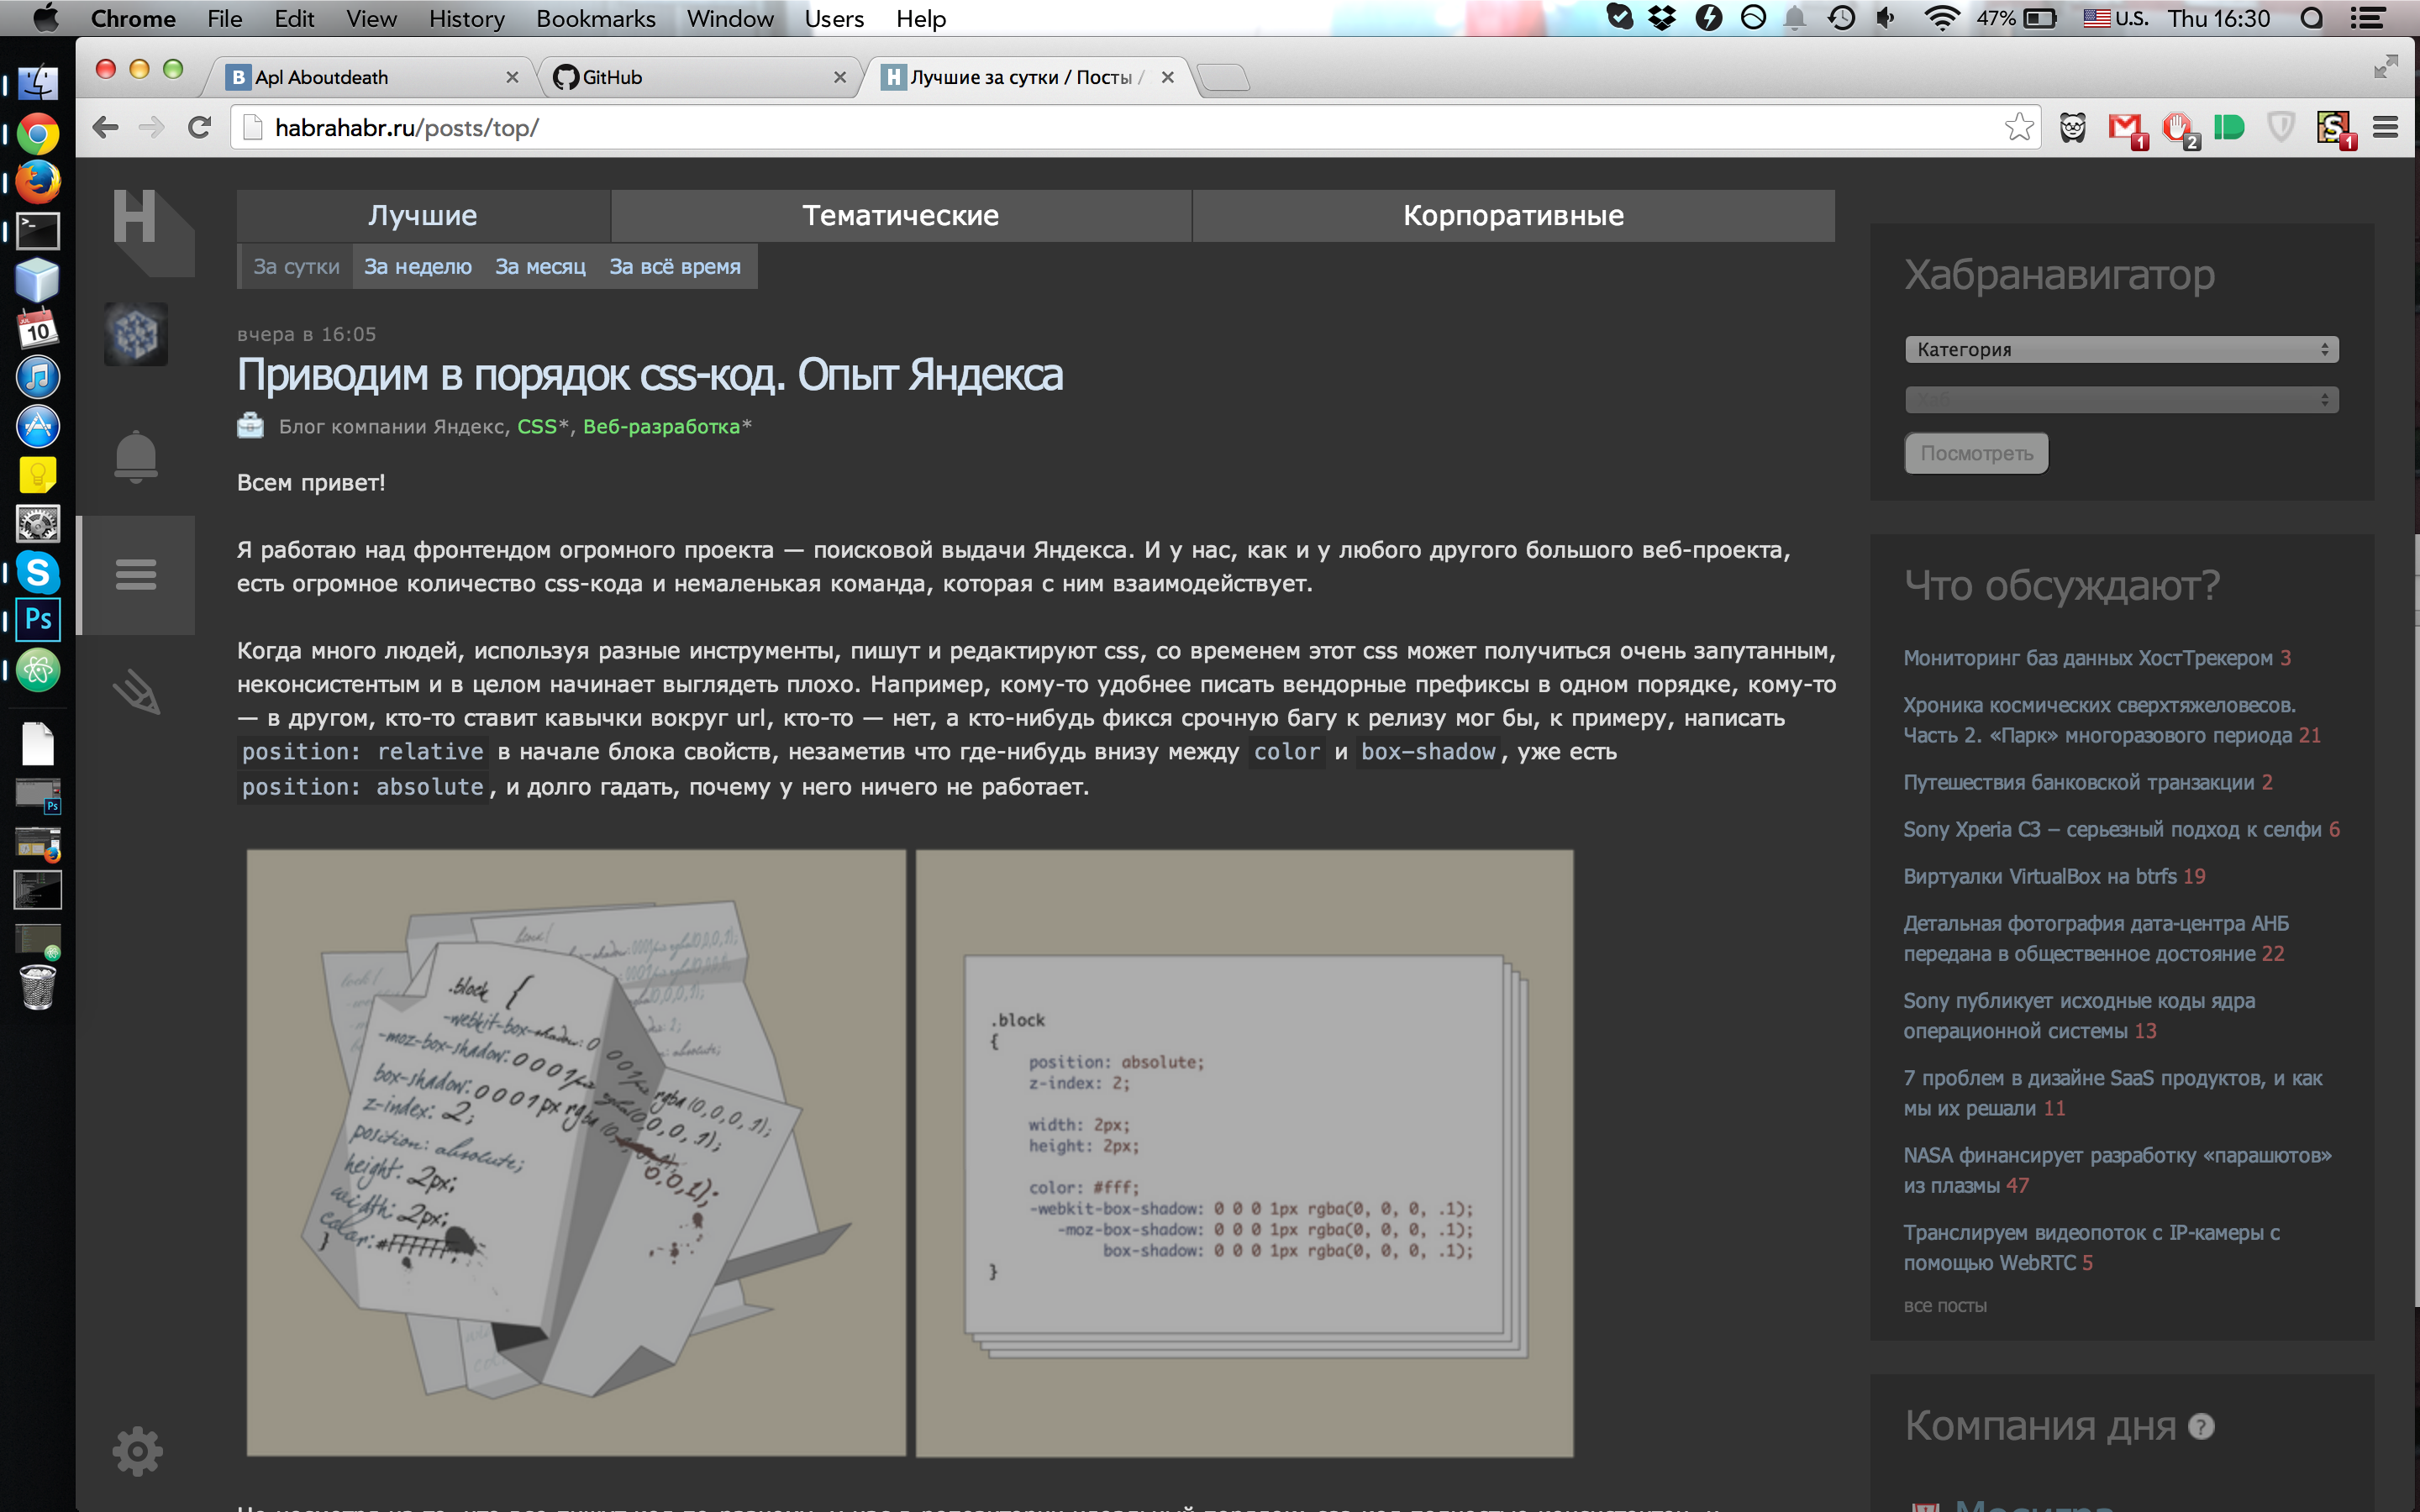 Chrome File Edit View History Bookmarks Window Users Help
47% U.S. Thu 16:30
B Apl Aboutdeath
GitHub
H Лучшие за сутки / Посты /
habrahabr.ru/posts/top/
1
2
S 1
H
Лучшие
Тематические
Корпоративные
За сутки За неделю За месяц За всё время
вчера в 16:05
Приводим в порядок css-код. Опыт Яндекса
Блог компании Яндекс, CSS*, Веб-разработка*
Всем привет!
Я работаю над фронтендом огромного проекта — поисковой выдачи Яндекса. И у нас, как и у любого другого большого веб-проекта,
есть огромное количество css-кода и немаленькая команда, которая с ним взаимодействует.
Когда много людей, используя разные инструменты, пишут и редактируют css, со временем этот css может получиться очень запутанным,
неконсистентым и в целом начинает выглядеть плохо. Например, кому-то удобнее писать вендорные префиксы в одном порядке, кому-то
— в другом, кто-то ставит кавычки вокруг url, кто-то — нет, а кто-нибудь фикся срочную багу к релизу мог бы, к примеру, написать
position: relative в начале блока свойств, незаметив что где-нибудь внизу между color и box-shadow, уже есть
position: absolute, и долго гадать, почему у него ничего не работает.
.block {
-webkit-box-shadow: 0 0 0 1px rgba(0,0,0,.1);
-moz-box-shadow: 0 0 0 1px rgba(0,0,0,.1);
box-shadow: 0 0 0 1px rgba
0,0,.1);
z-index: 2;
position: absolute;
height: 2px;
width: 2px;
color: #ffffff
}
.block
{
position: absolute;
z-index: 2;
width: 2px;
height: 2px;
color: #fff;
-webkit-box-shadow: 0 0 0 1px rgba(0, 0, 0, .1);
-moz-box-shadow: 0 0 0 1px rgba(0, 0, 0, .1);
box-shadow: 0 0 0 1px rgba(0, 0, 0, .1);
}
Хабранавигатор
Категория
Хаб
Посмотреть
Что обсуждают?
Мониторинг баз данных ХостТрекером 3
Хроника космических сверхтяжеловесов.
Часть 2. «Парк» многоразового периода 21
Путешествия банковской транзакции 2
Sony Xperia C3 – серьезный подход к селфи 6
Виртуалки VirtualBox на btrfs 19
Детальная фотография дата-центра АНБ
передана в общественное достояние 22
Sony публикует исходные коды ядра
операционной системы 13
7 проблем в дизайне SaaS продуктов, и как
мы их решали 11
NASA финансирует разработку «парашютов»
из плазмы 47
Транслируем видеопоток с IP-камеры с
помощью WebRTC 5
все посты
Компания дня ?
Мосигра
JUL
10
S
Ps
Ps